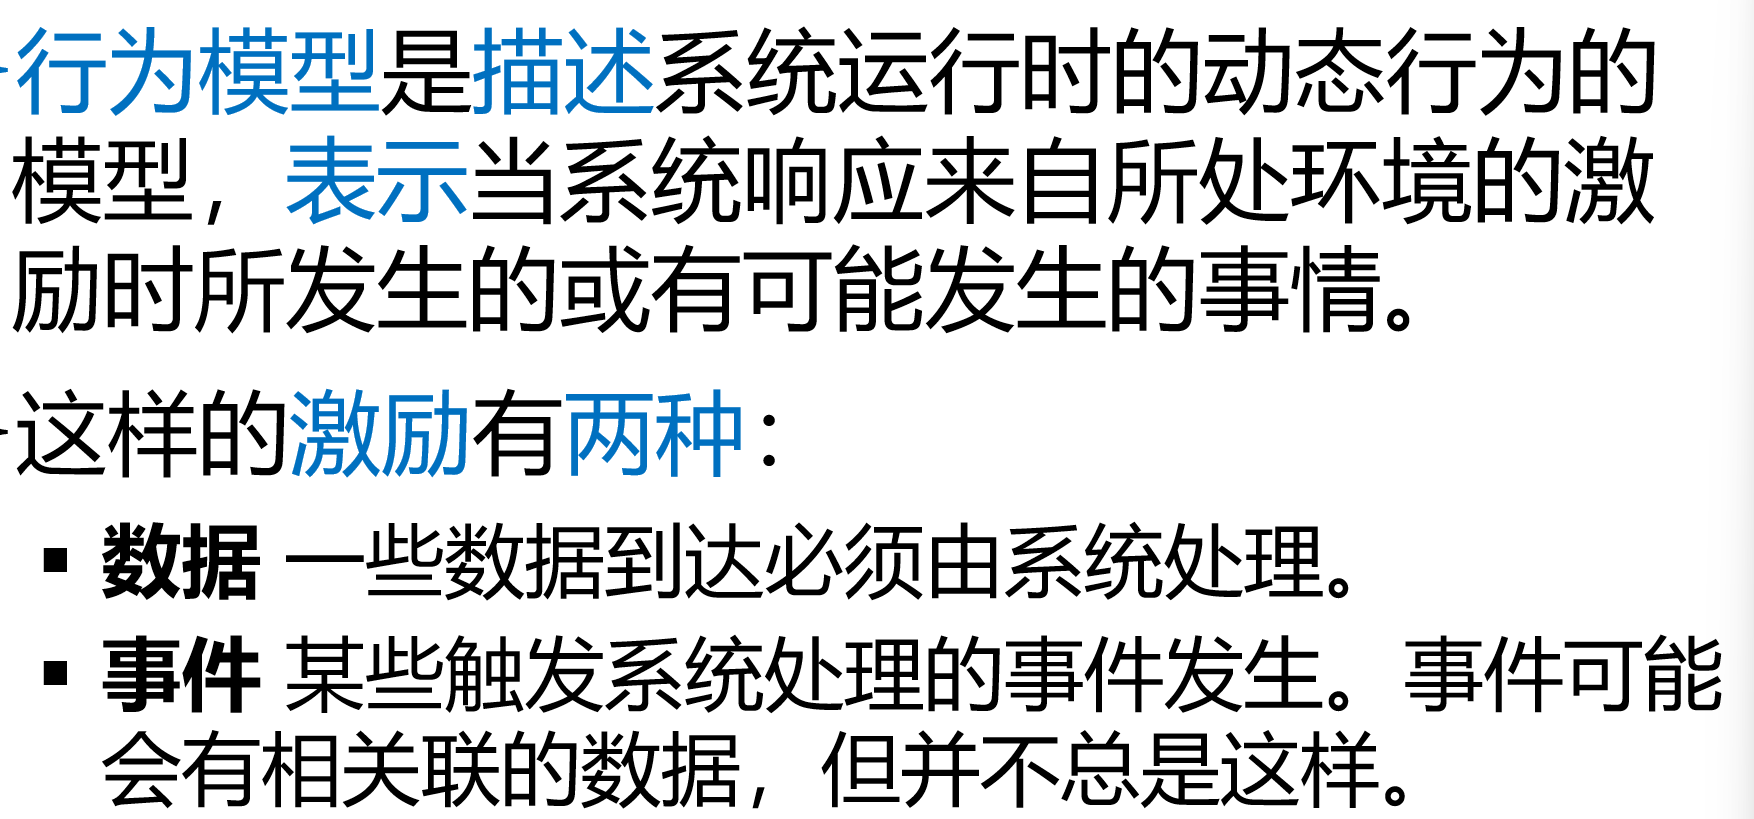 行为模型是描述系统运行时的动态行为的
模型，表示当系统响应来自所处环境的激
励时所发生的或有可能发生的事情。
这样的激励有两种：
▪ 数据 一些数据到达必须由系统处理。
▪ 事件 某些触发系统处理的事件发生。事件可能
会有相关联的数据，但并不总是这样。